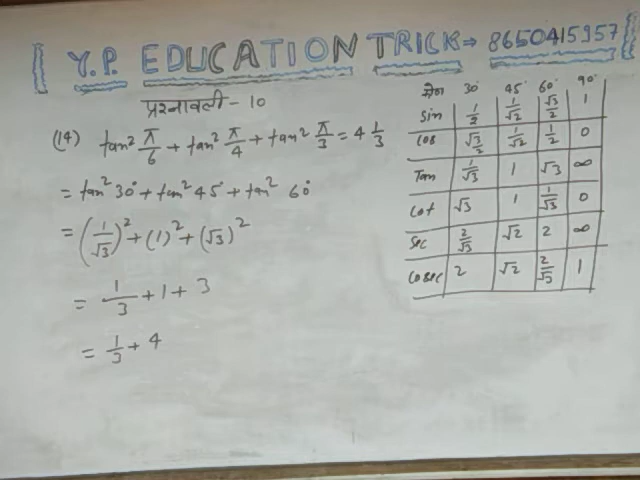 Y.P. EDUCATION TRICK → 8650415957
प्रश्नावली - 10
(14) tan² π/6 + tan² π/4 + tan² π/3 = 4 1/3
= tan² 30° + tan² 45° + tan² 60°
= (1/√3)² + (1)² + (√3)²
= 1/3 + 1 + 3
= 1/3 + 4
30° 45° 60° 90°
sin 1/2 1/√2 √3/2 1
cos √3/2 1/√2 1/2 0
Tan 1/√3 1 √3 ∞
Cot √3 1 1/√3 0
Sec 2/√3 √2 2 ∞
Cosec 2 √2 2/√3 1